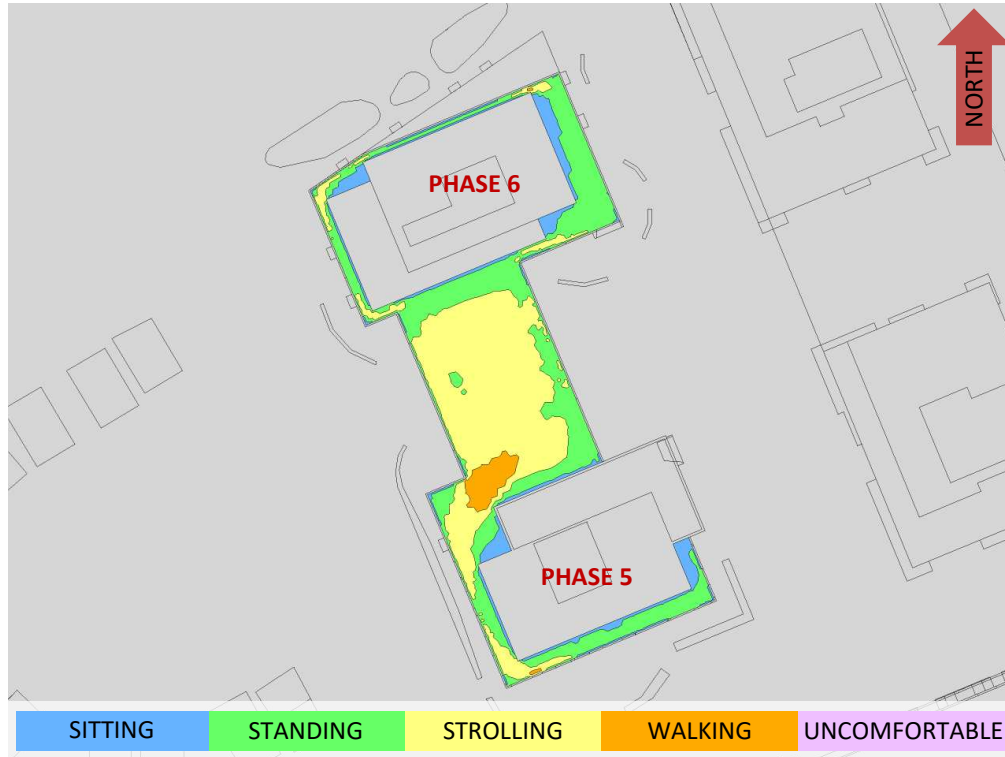 NORTH
PHASE 6
PHASE 5
SITTING
STANDING
STROLLING
WALKING
UNCOMFORTABLE